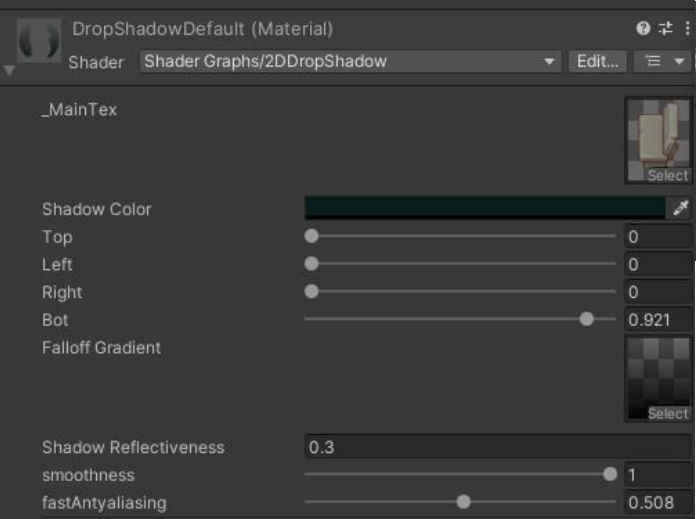 DropShadowDefault (Material)
Shader Shader Graphs/2DDropShadow Edit...
_MainTex
Select
Shadow Color
Top 0
Left 0
Right 0
Bot 0.921
Falloff Gradient
Select
Shadow Reflectiveness 0.3
smoothness 1
fastAntyaliasing 0.508